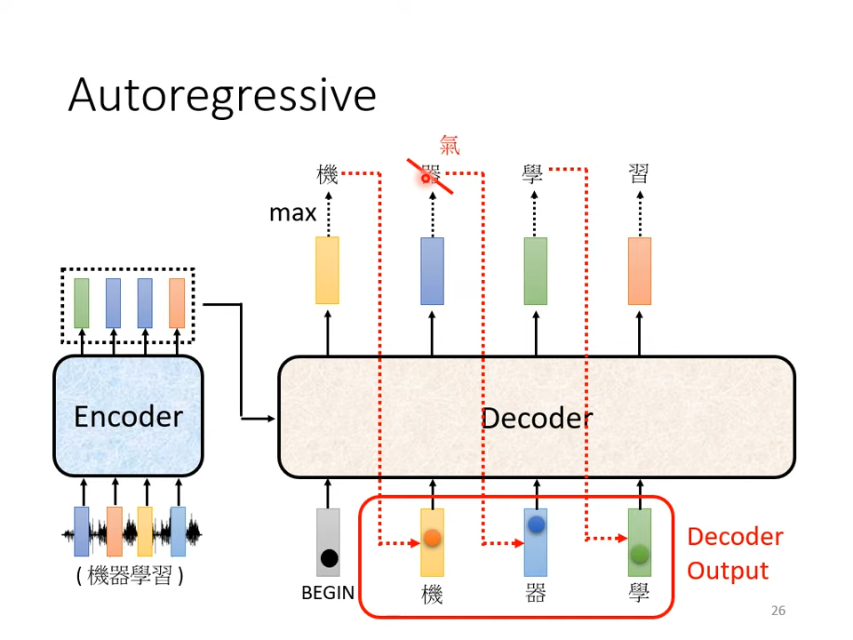 Autoregressive
氣
機 器 學 習
max
Encoder
Decoder
(機器學習)
BEGIN 機 器 學
Decoder
Output
26